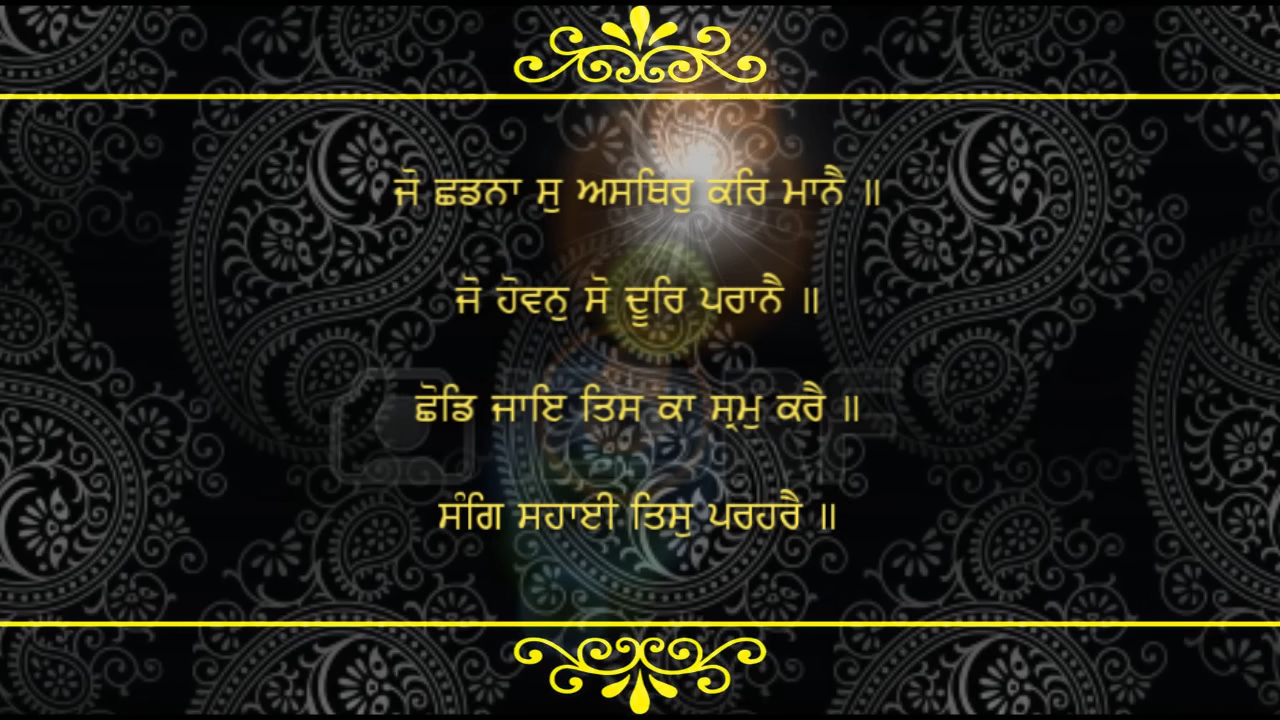 ਜੋ ਛਡਨਾ ਸੁ ਅਸਥਿਰੁ ਕਰਿ ਮਾਨੈ ॥
ਜੋ ਹੋਵਨੁ ਸੋ ਦੂਰਿ ਪਰਾਨੈ ॥
ਛੋਡਿ ਜਾਇ ਤਿਸ ਕਾ ਸ੍ਰਮੁ ਕਰੈ ॥
ਸੰਗਿ ਸਹਾਈ ਤਿਸੁ ਪਰਹਰੈ ॥